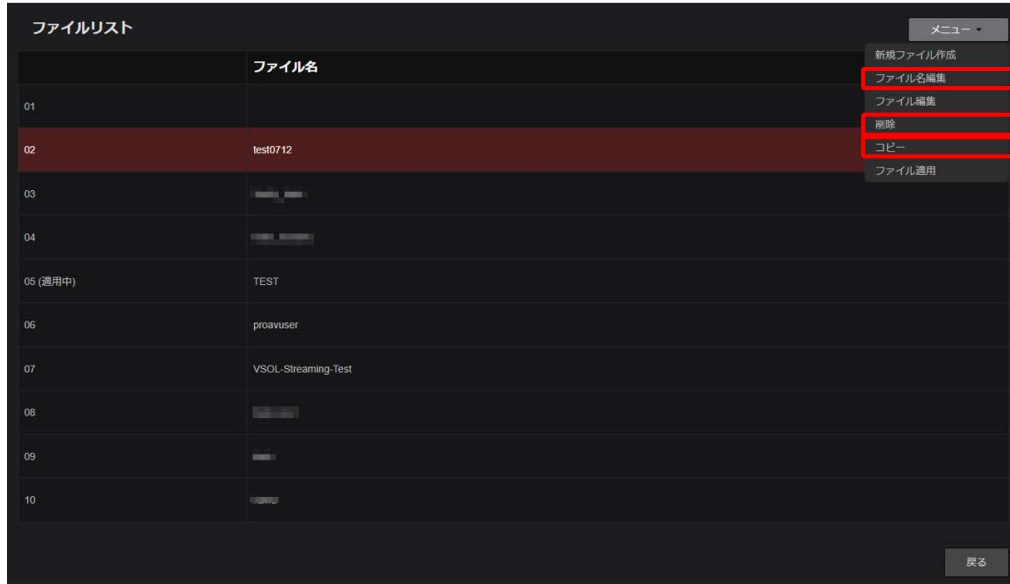 ファイルリスト
メニュー
新規ファイル作成
ファイル名編集
ファイル編集
削除
コピー
ファイル適用
ファイル名
01
02 test0712
03
04
05 (適用中) TEST
06 proavuser
07 VSOL-Streaming-Test
08
09
10
戻る